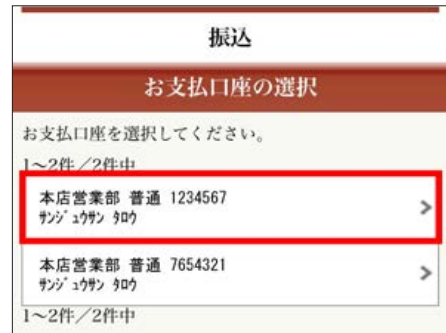 振込
お支払口座の選択
お支払口座を選択してください。
1～2件／2件中
本店営業部 普通 1234567
ｻﾝｼﾞｭｳｻﾝ ﾀﾛｳ
本店営業部 普通 7654321
ｻﾝｼﾞｭｳｻﾝ ﾀﾛｳ
1～2件／2件中